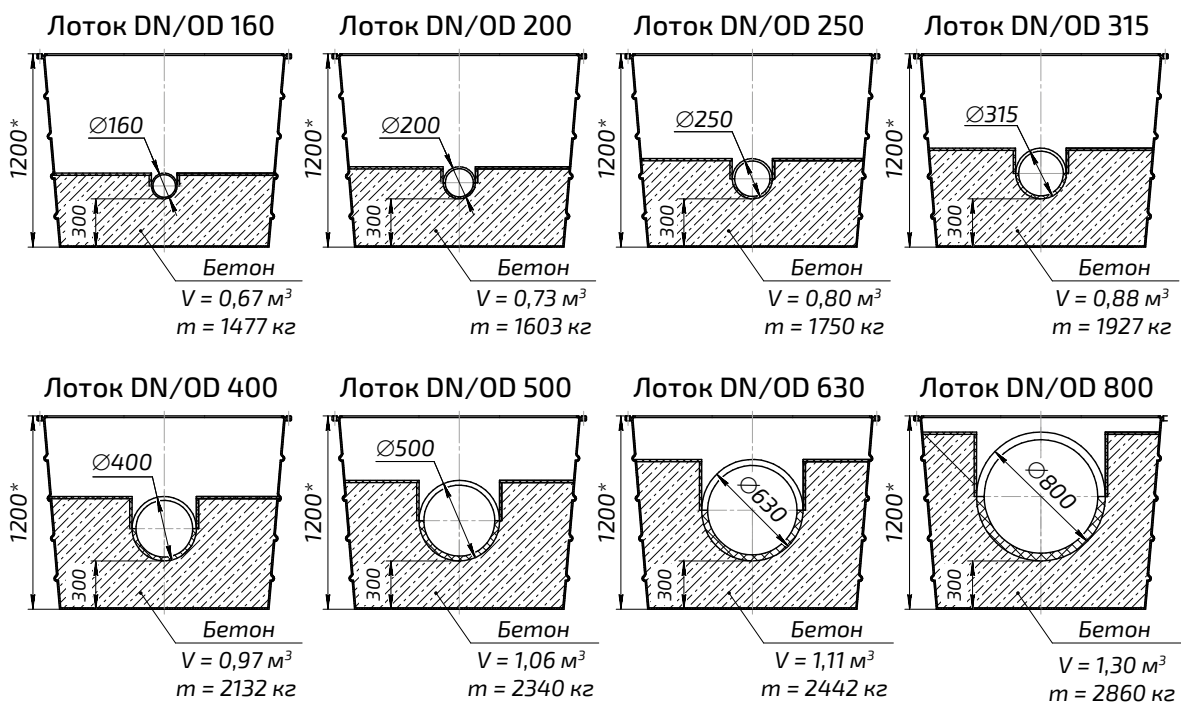 Лоток DN/OD 160
1200*
∅160
300
Бетон
V = 0,67 м³
m = 1477 кг
Лоток DN/OD 200
1200*
∅200
300
Бетон
V = 0,73 м³
m = 1603 кг
Лоток DN/OD 250
1200*
∅250
300
Бетон
V = 0,80 м³
m = 1750 кг
Лоток DN/OD 315
1200*
∅315
300
Бетон
V = 0,88 м³
m = 1927 кг
Лоток DN/OD 400
1200*
∅400
300
Бетон
V = 0,97 м³
m = 2132 кг
Лоток DN/OD 500
1200*
∅500
300
Бетон
V = 1,06 м³
m = 2340 кг
Лоток DN/OD 630
1200*
∅630
300
Бетон
V = 1,11 м³
m = 2442 кг
Лоток DN/OD 800
1200*
∅800
300
Бетон
V = 1,30 м³
m = 2860 кг